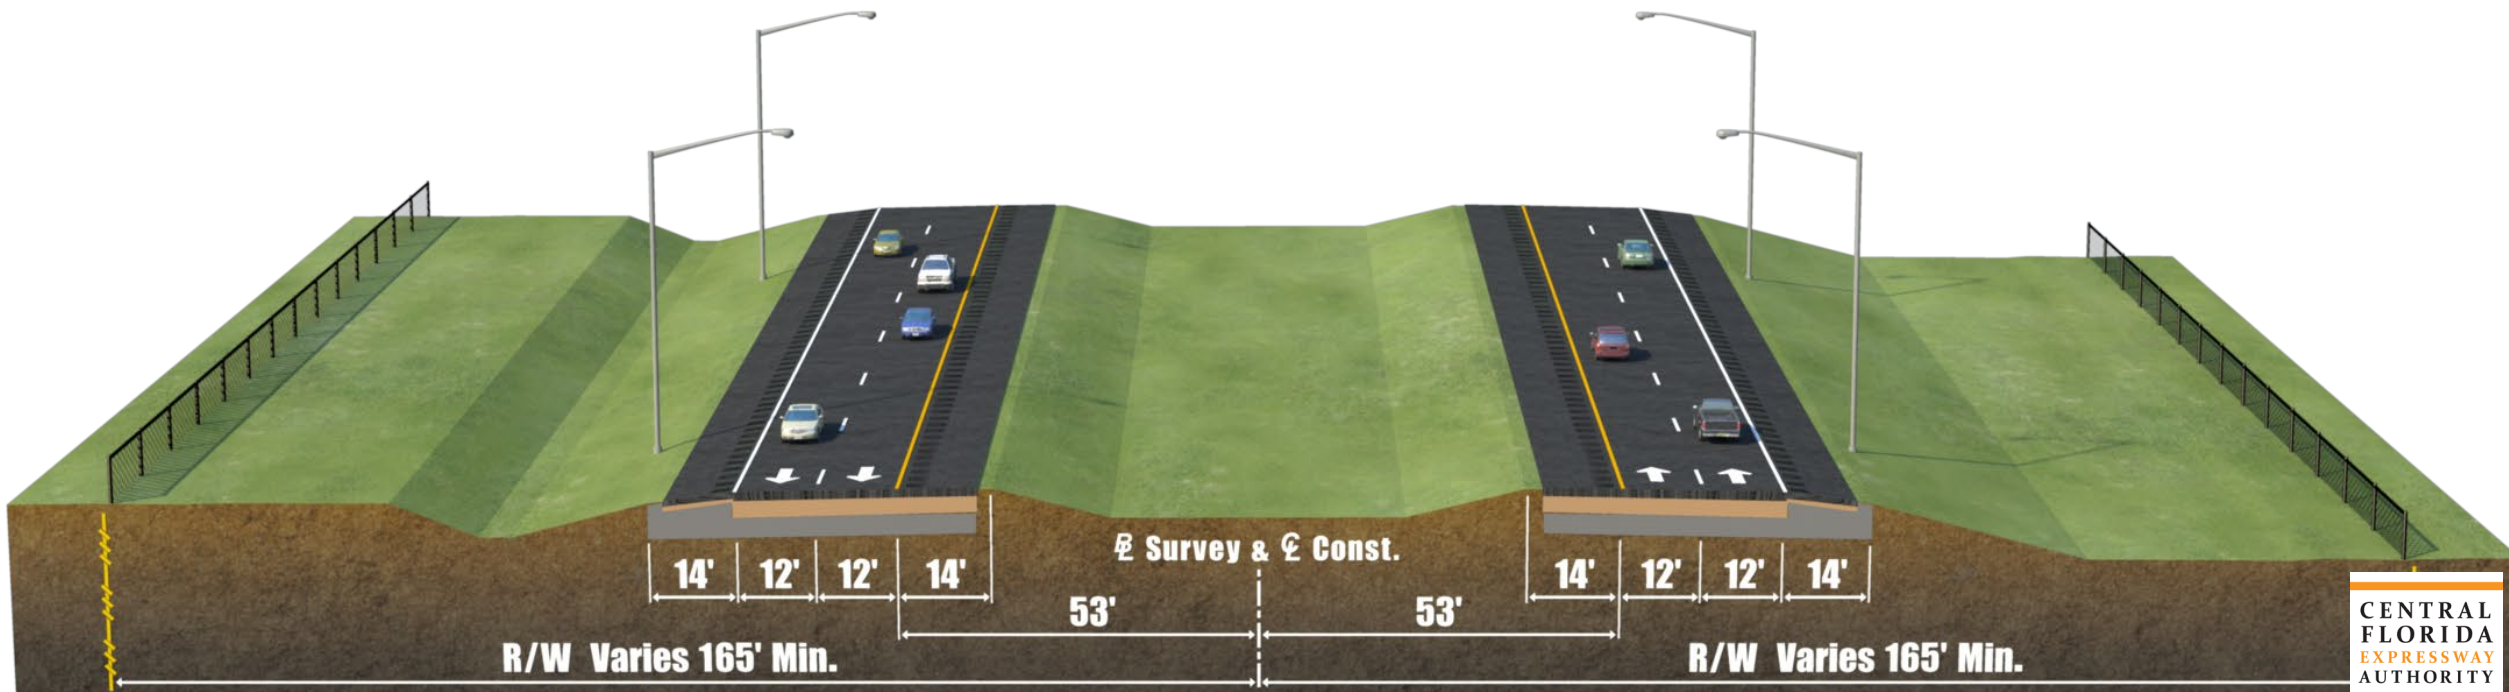 ℄ Survey & ℄ Const.
14' 12' 12' 14'
14' 12' 12' 14'
53' 53'
R/W Varies 165' Min.
R/W Varies 165' Min.
CENTRAL
FLORIDA
EXPRESSWAY
AUTHORITY